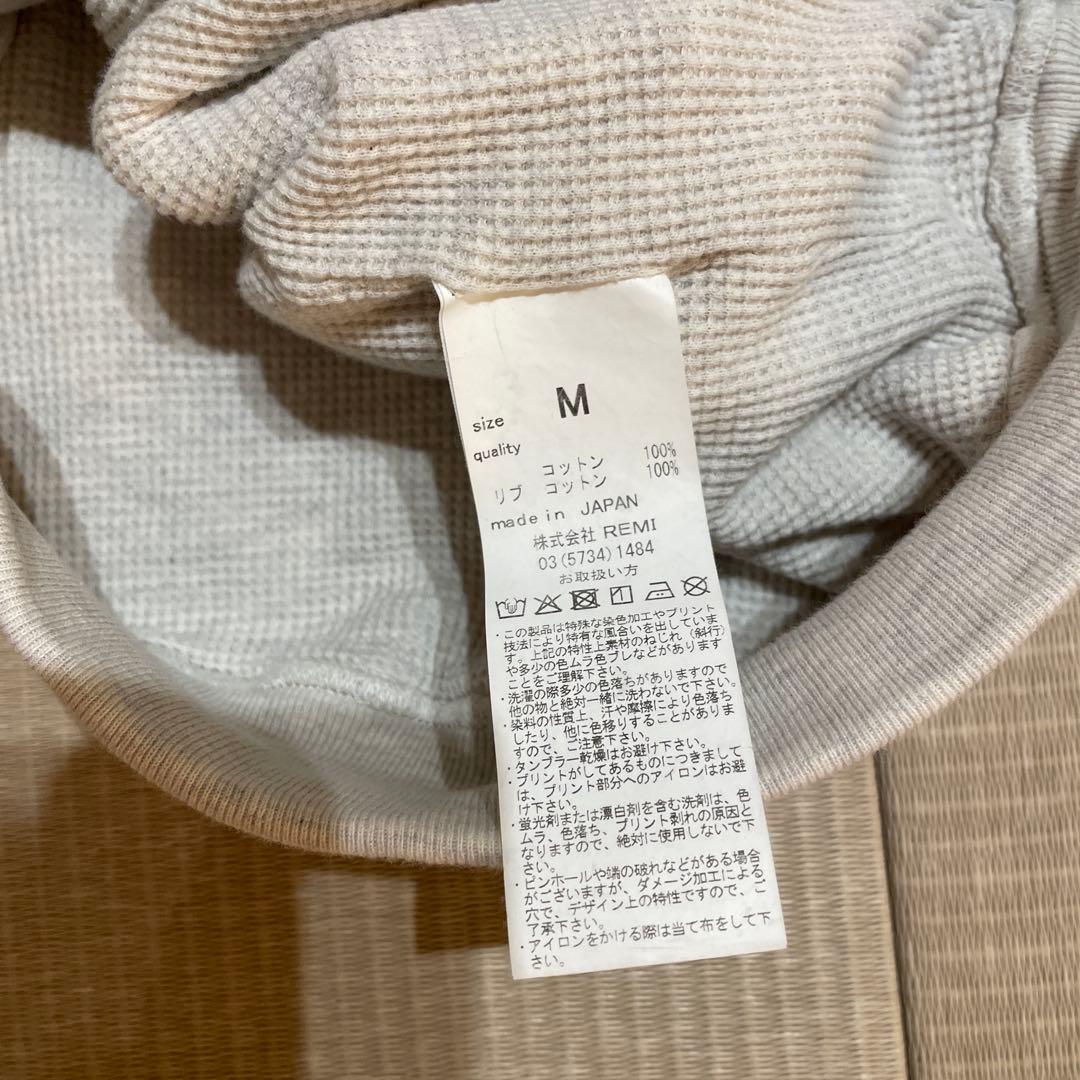 size M
quality
コットン 100%
リブ コットン 100%
made in JAPAN
株式会社 REMI
03(5734)1484
お取扱い方
・この製品は特殊な染色加工やプリント
技法により特有な風合いを出していま
す。上記の特性上素材のねじれ（斜行）
や多少の色ムラ色ブレなどがあります
ことをご理解下さい。
・洗濯の際多少の色落ちがありますので
他の物と絶対一緒に洗わないで下さい。
・染料の性質上、汗や摩擦により色落ち
したり、他に色移りすることがありま
すので、ご注意下さい。
・タンブラー乾燥はお避け下さい。
・プリントがしてあるものにつきまして
は、プリント部分へのアイロンはお避
け下さい。
・蛍光剤または漂白剤を含む洗剤は、色
ムラ、色落ち、プリント剥れの原因と
なりますので、絶対に使用しないで下
さい。
・ピンホールや端の破れなどがある場合
がございますが、ダメージ加工による
穴で、デザイン上の特性ですので、ご
了承下さい。
・アイロンをかける際は当て布をして下
さい。